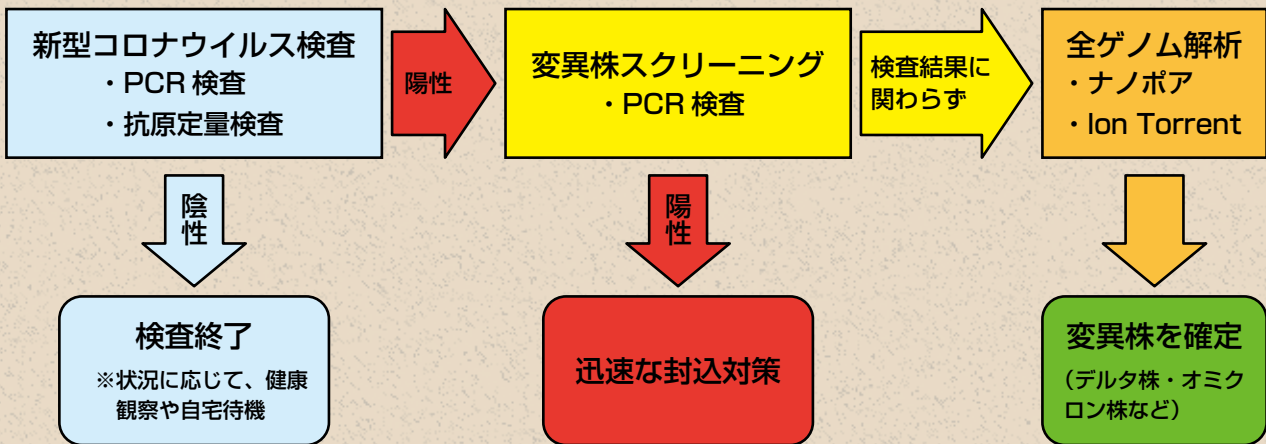 新型コロナウイルス検査
・PCR 検査
・抗原定量検査
陽性
変異株スクリーニング
・PCR 検査
検査結果に
関わらず
全ゲノム解析
・ナノポア
・Ion Torrent
陰性
陽性
検査終了
※状況に応じて、健康
観察や自宅待機
迅速な封込対策
変異株を確定
（デルタ株・オミク
ロン株など）